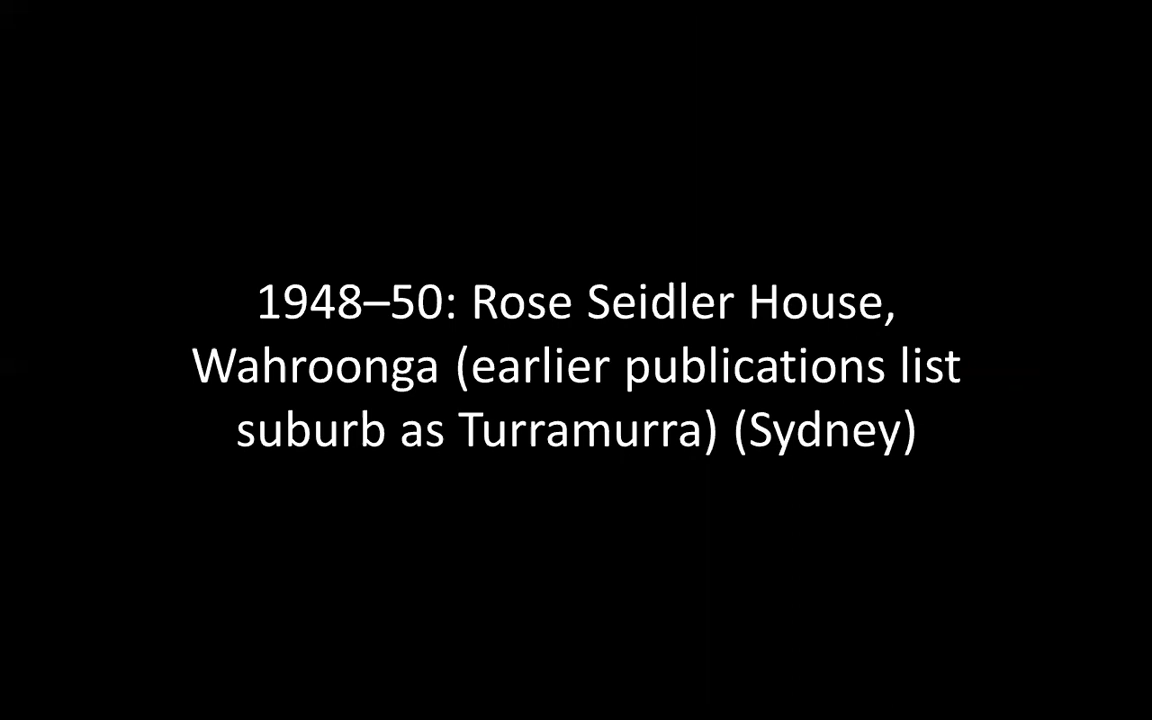 1948–50: Rose Seidler House,
Wahroonga (earlier publications list
suburb as Turramurra) (Sydney)